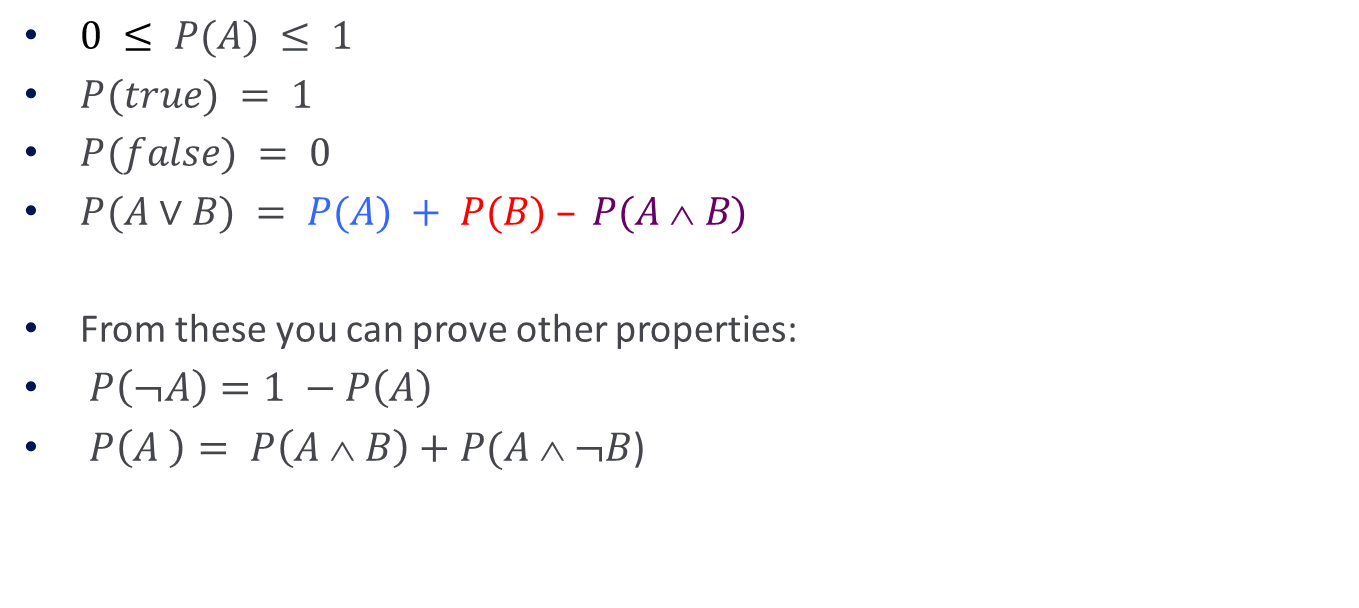 • 0 ≤ P(A) ≤ 1
• P(true) = 1
• P(false) = 0
• P(A ∨ B) = P(A) + P(B) – P(A ∧ B)
• From these you can prove other properties:
• P(¬A) = 1 − P(A)
• P(A ) = P(A ∧ B) + P(A ∧ ¬B)